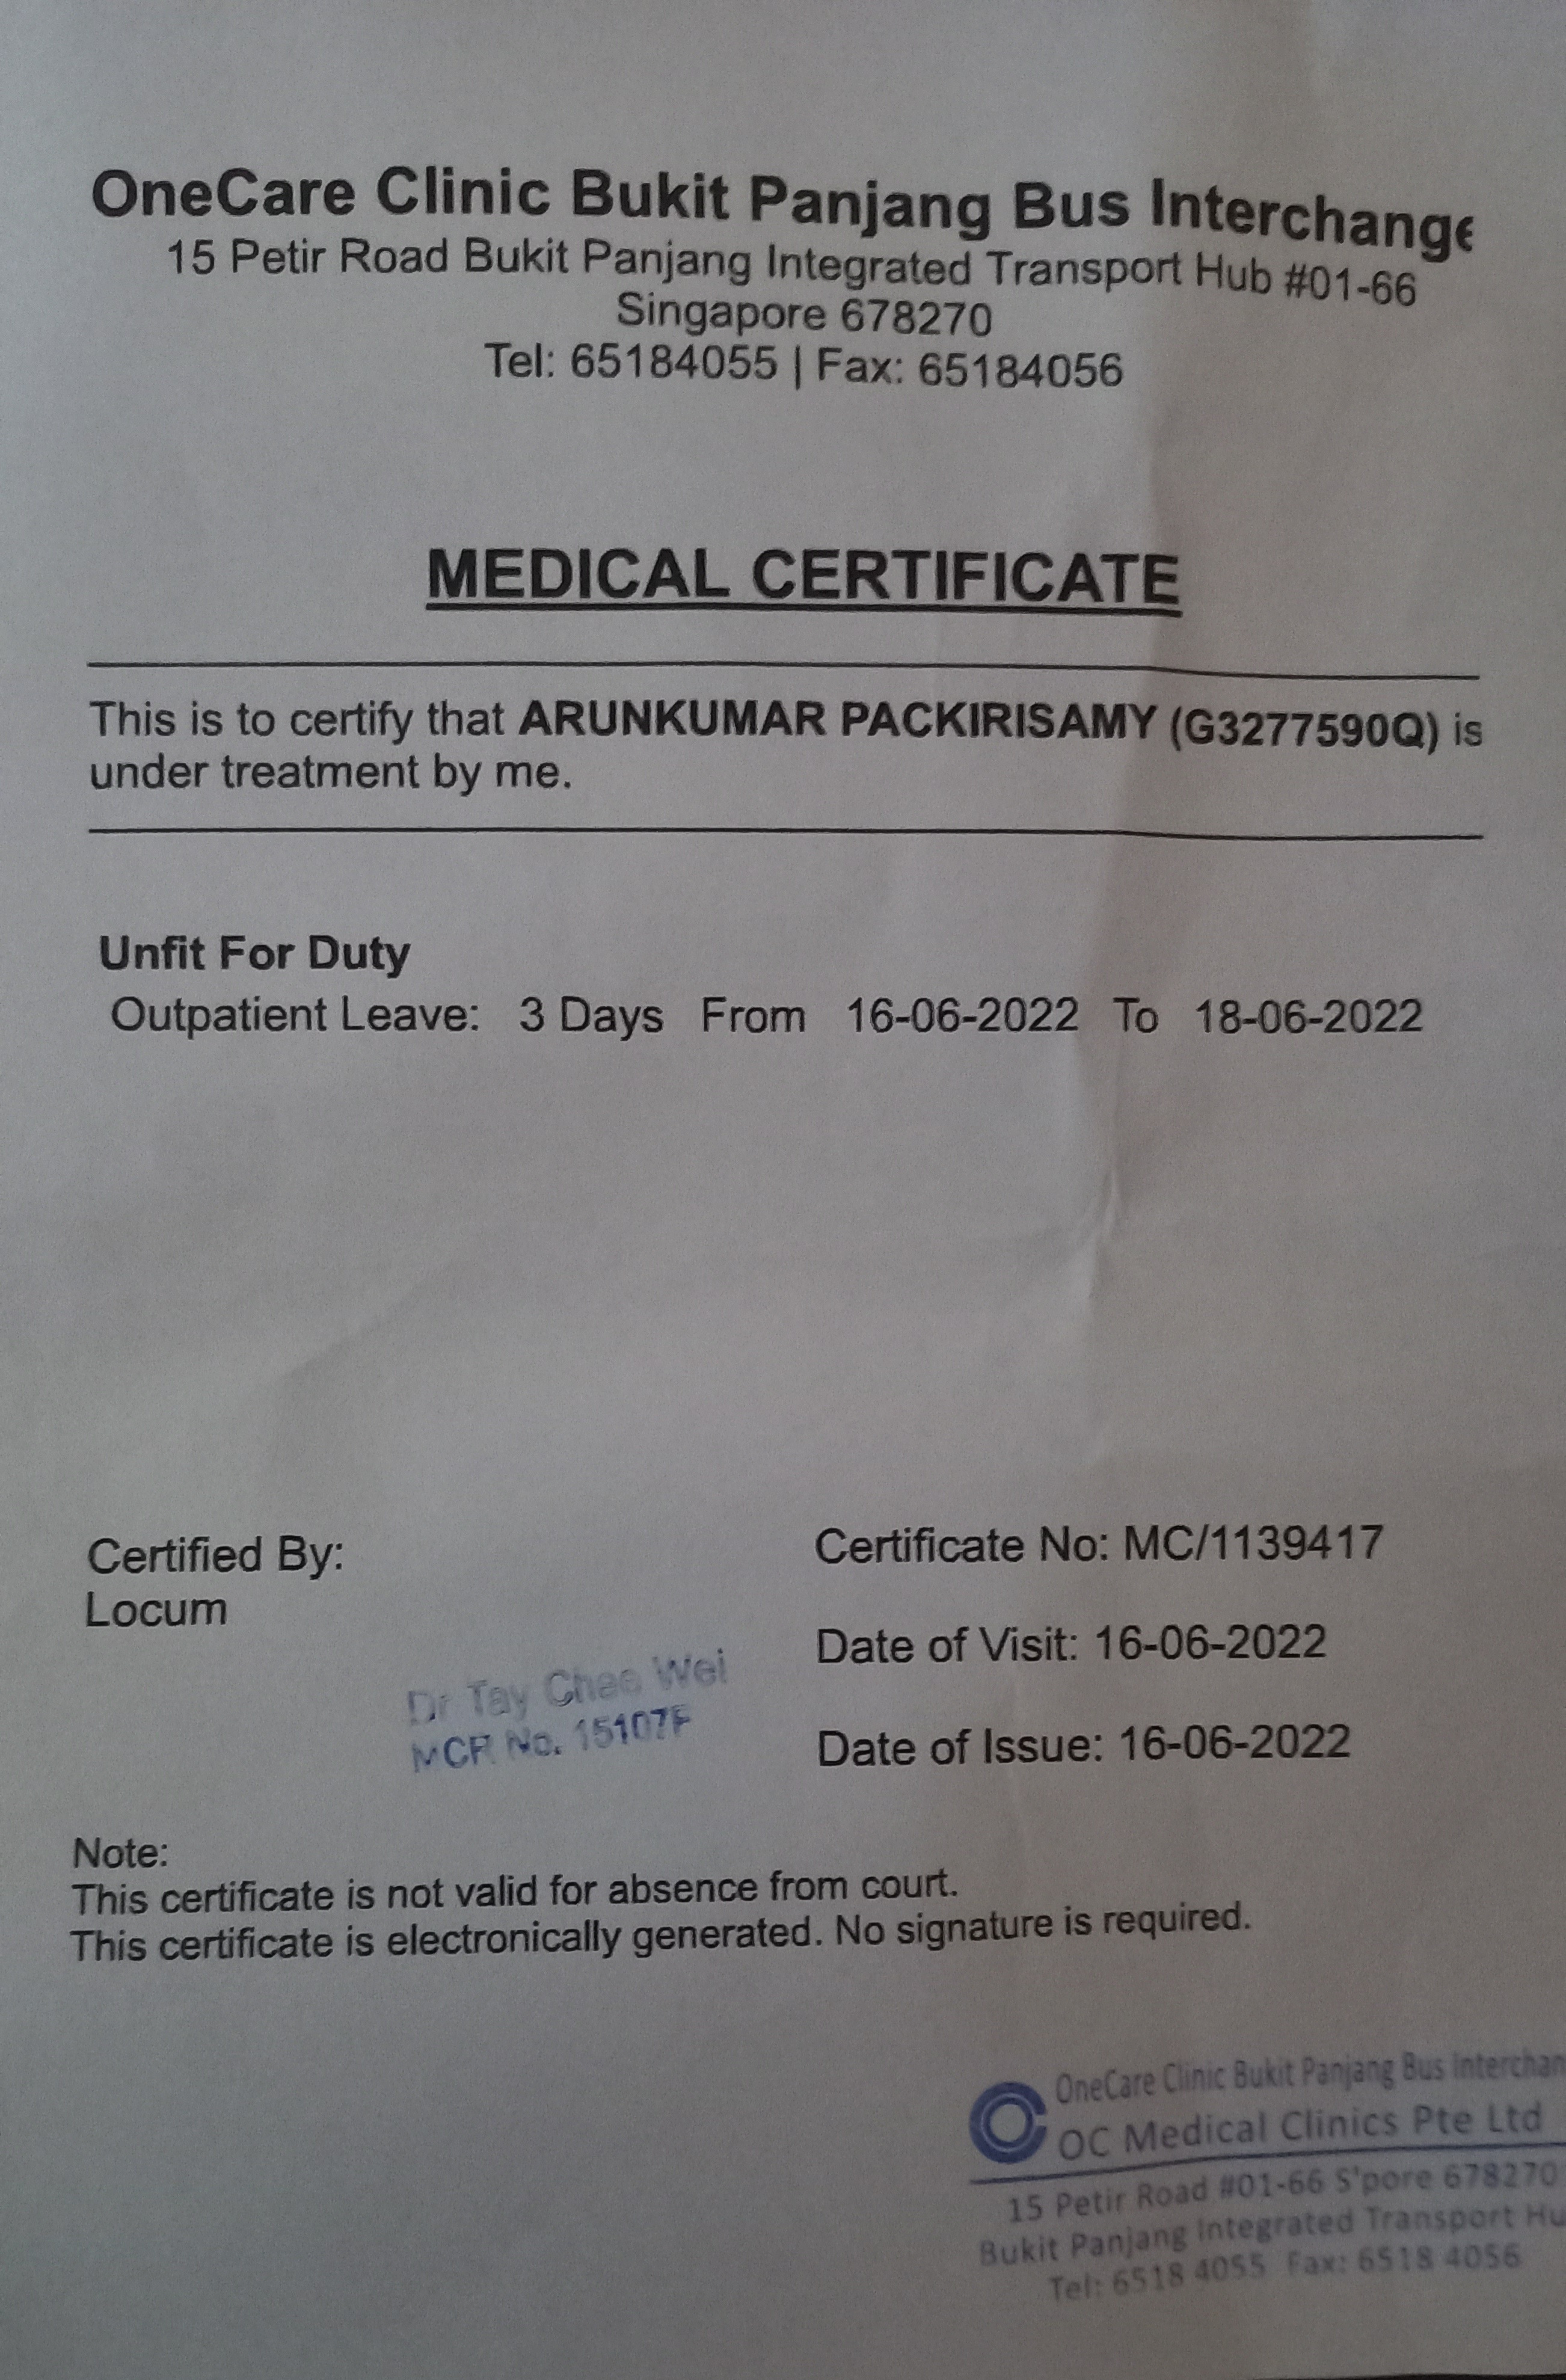 OneCare Clinic Bukit Panjang Bus Interchange
15 Petir Road Bukit Panjang Integrated Transport Hub #01-66
Singapore 678270
Tel: 65184055 | Fax: 65184056
MEDICAL CERTIFICATE
This is to certify that ARUNKUMAR PACKIRISAMY (G3277590Q) is
under treatment by me.
Unfit For Duty
Outpatient Leave: 3 Days From 16-06-2022 To 18-06-2022
Certified By:
Locum
Certificate No: MC/1139417
Date of Visit: 16-06-2022
Date of Issue: 16-06-2022
Dr Tay Wei
MCR No. 15107F
Note:
This certificate is not valid for absence from court.
This certificate is electronically generated. No signature is required.
OneCare Clinic Bukit Panjang Bus Interchan
OC Medical Clinics Pte Ltd
15 Petir Road #01-66 S'pore 678270
Bukit Panjang Integrated Transport Hu
Tel: 6518 4055 Fax: 6518 4056